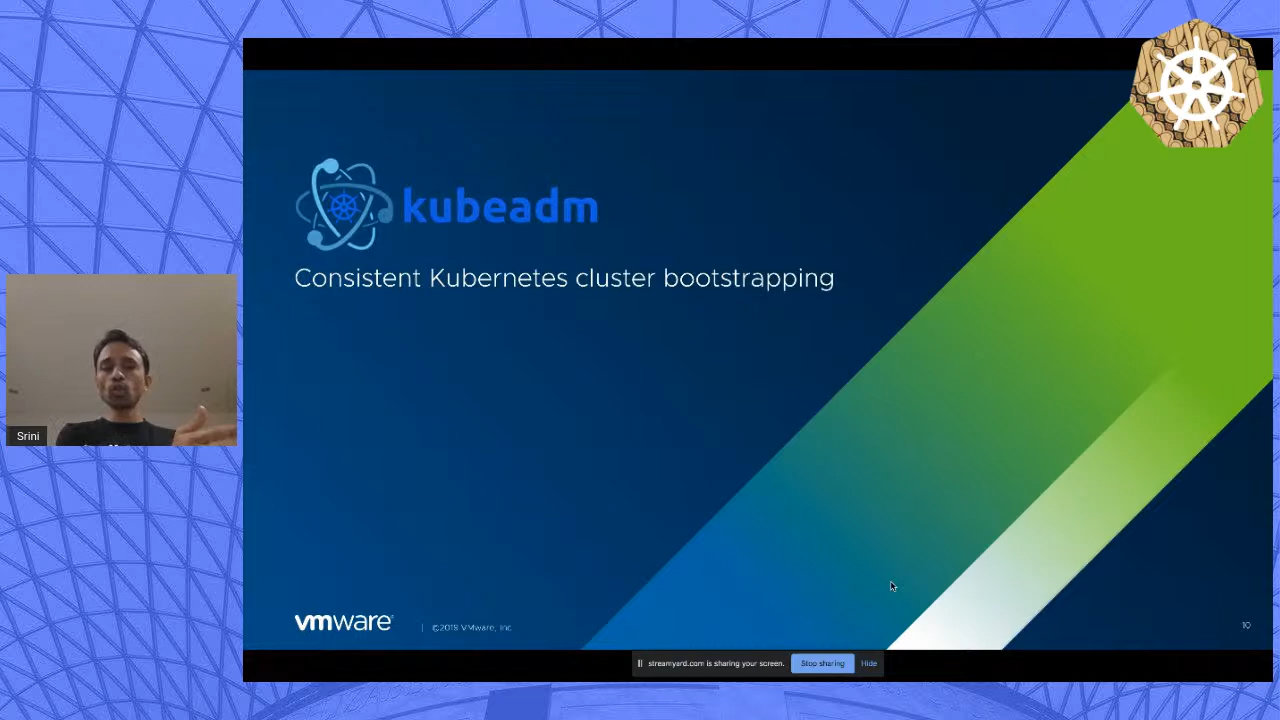 kubeadm
Consistent Kubernetes cluster bootstrapping
Srini
vmware
| ©2019 VMware, Inc.
10
streamyard.com is sharing your screen.
Stop sharing
Hide